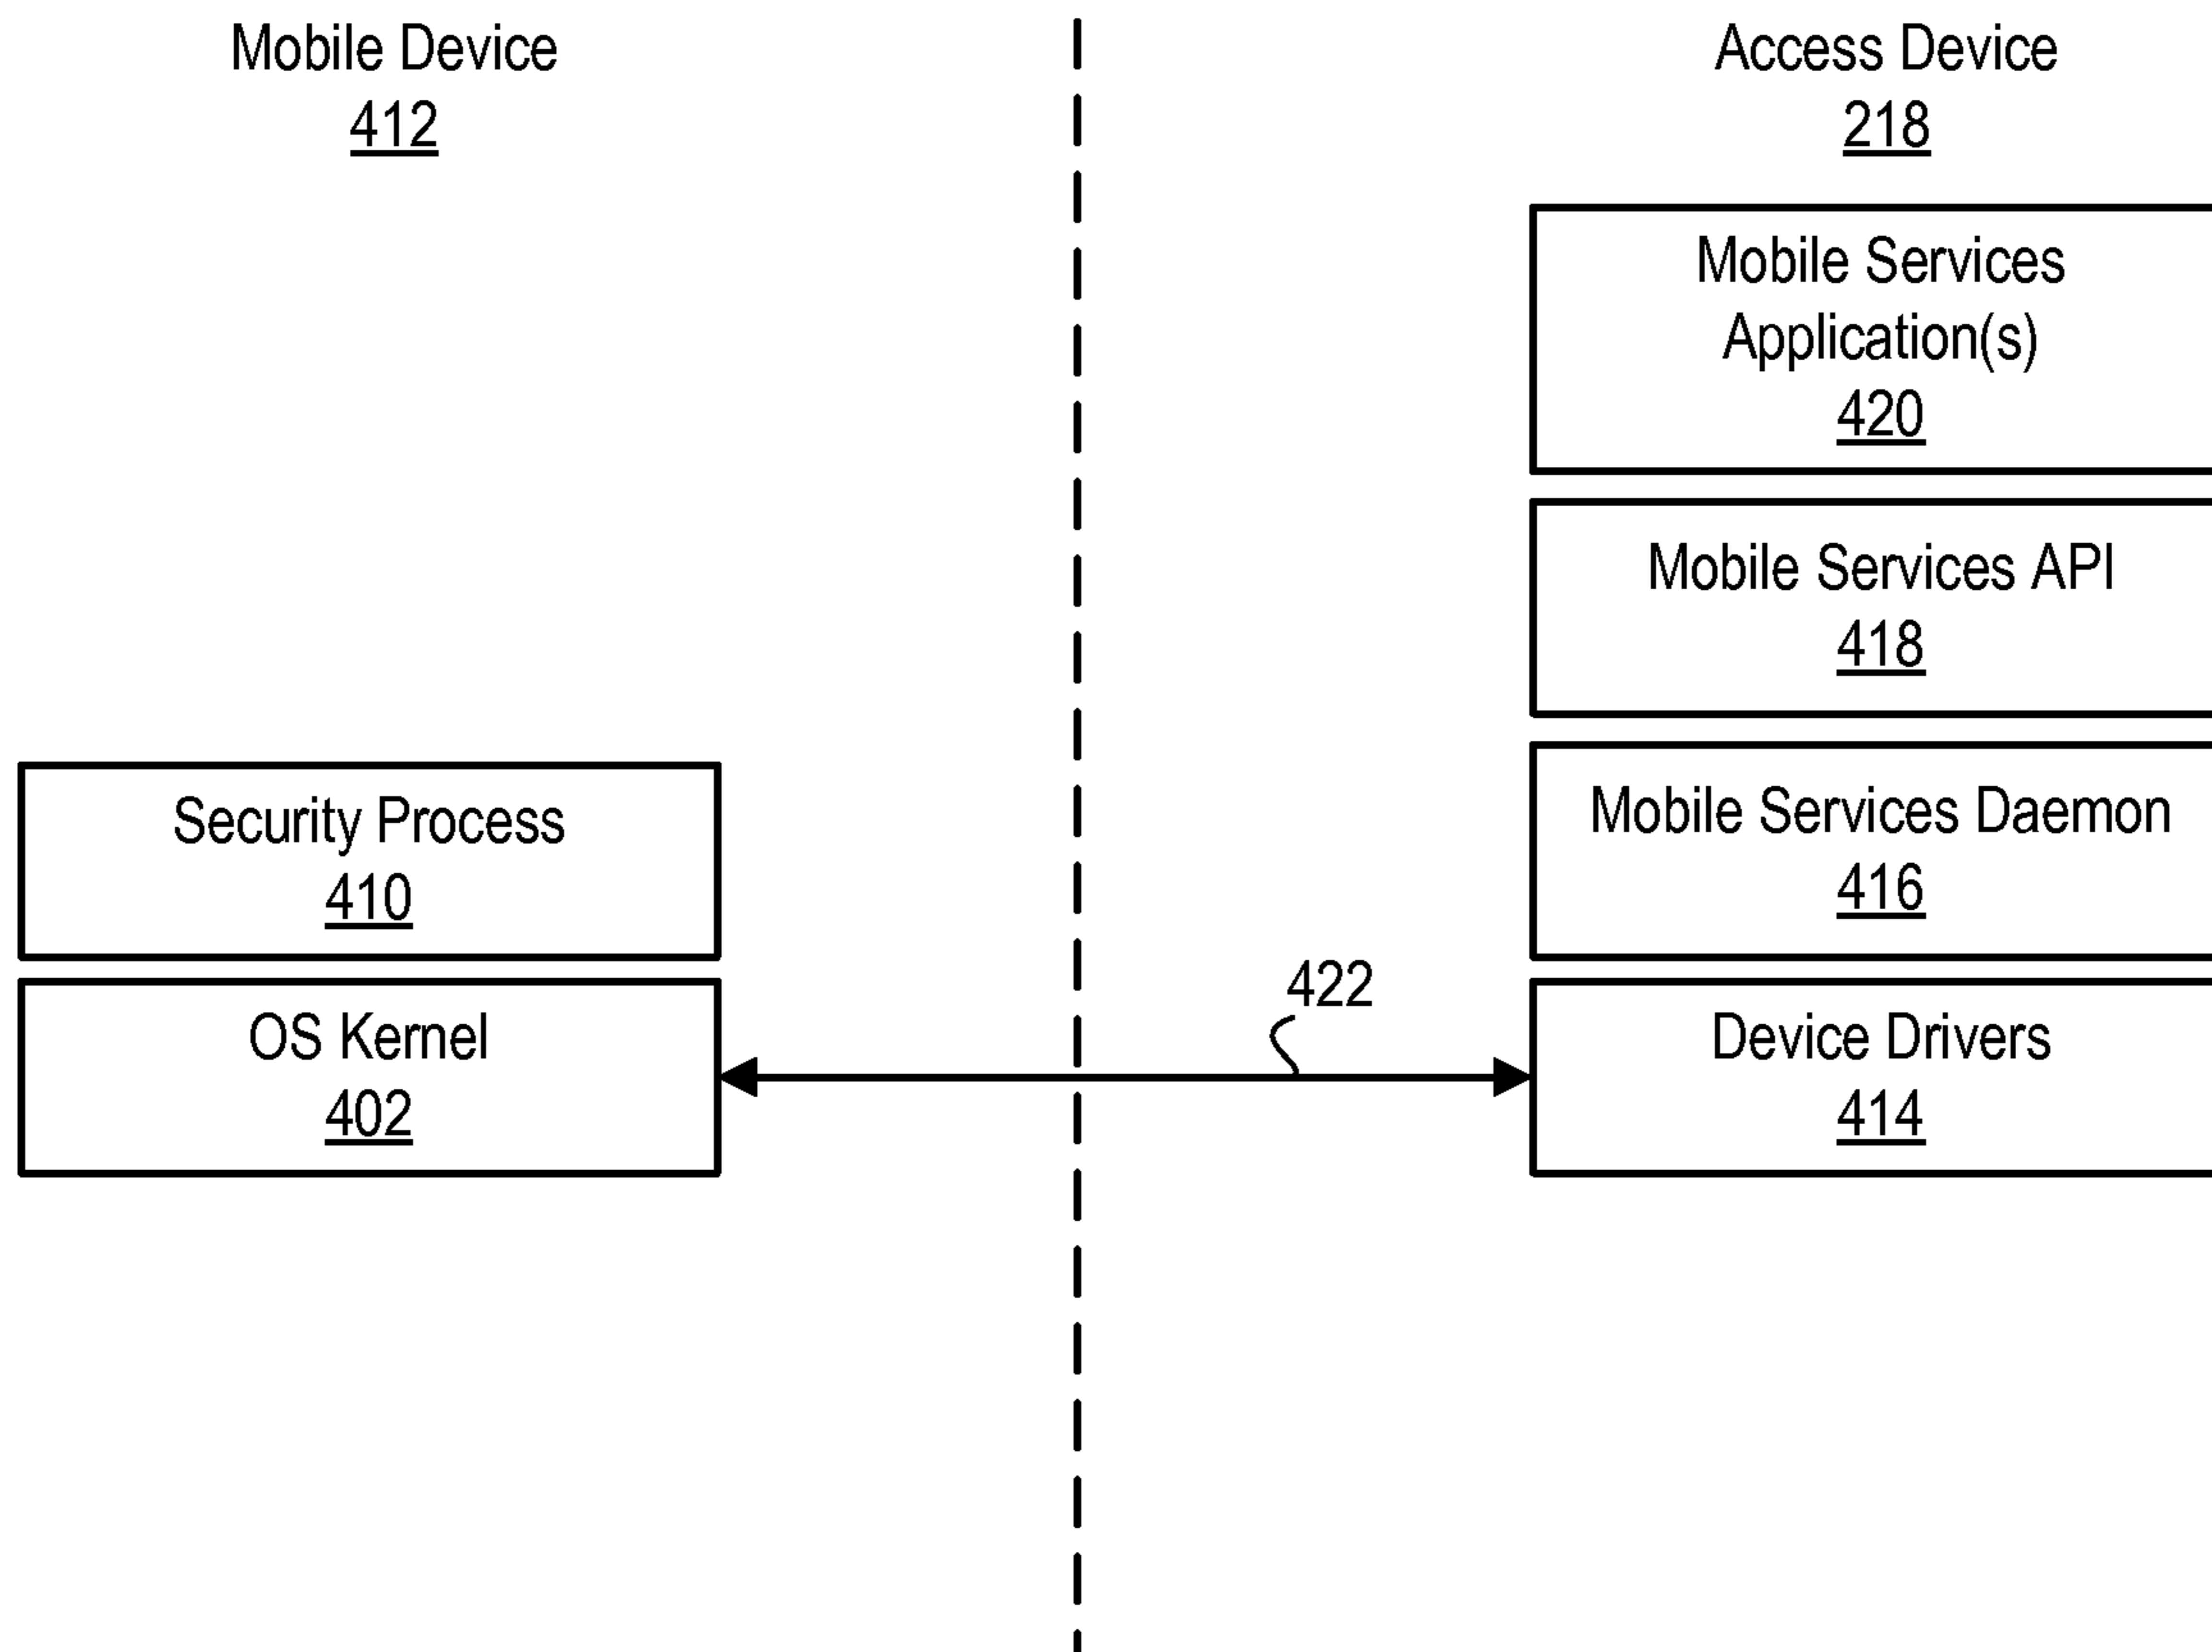 Mobile Device
412
Access Device
218
Mobile Services
Application(s)
420
Mobile Services API
418
Mobile Services Daemon
416
Security Process
410
422
OS Kernel
402
Device Drivers
414